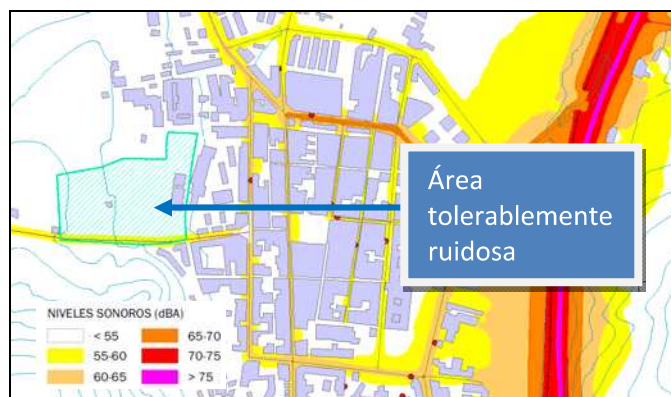 Área
tolerablemente
ruidosa
NIVELES SONOROS (dBA)
< 55
65-70
55-60
70-75
60-65
> 75